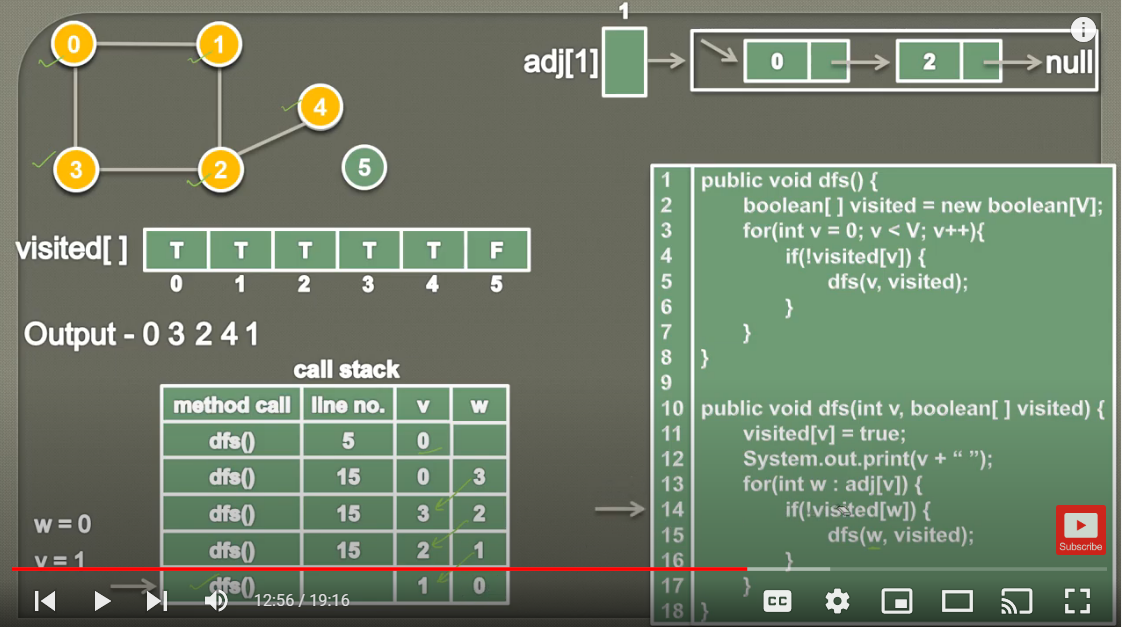 0 1
4
3 2 5
1
adj[1] 0 2 null
visited[ ] T T T T T F
0 1 2 3 4 5
Output - 0 3 2 4 1
call stack
method call line no. v w
dfs() 5 0
dfs() 15 0 3
dfs() 15 3 2
dfs() 15 2 1
dfs() 1 0
w = 0
v = 1
1 public void dfs() {
2 boolean[ ] visited = new boolean[V];
3 for(int v = 0; v < V; v++){
4 if(!visited[v]) {
5 dfs(v, visited);
6 }
7 }
8 }
9
10 public void dfs(int v, boolean[ ] visited) {
11 visited[v] = true;
12 System.out.print(v + “ ”);
13 for(int w : adj[v]) {
14 if(!visited[w]) {
15 dfs(w, visited);
16 }
17 }
18 }
Subscribe
12:56 / 19:16
CC
i